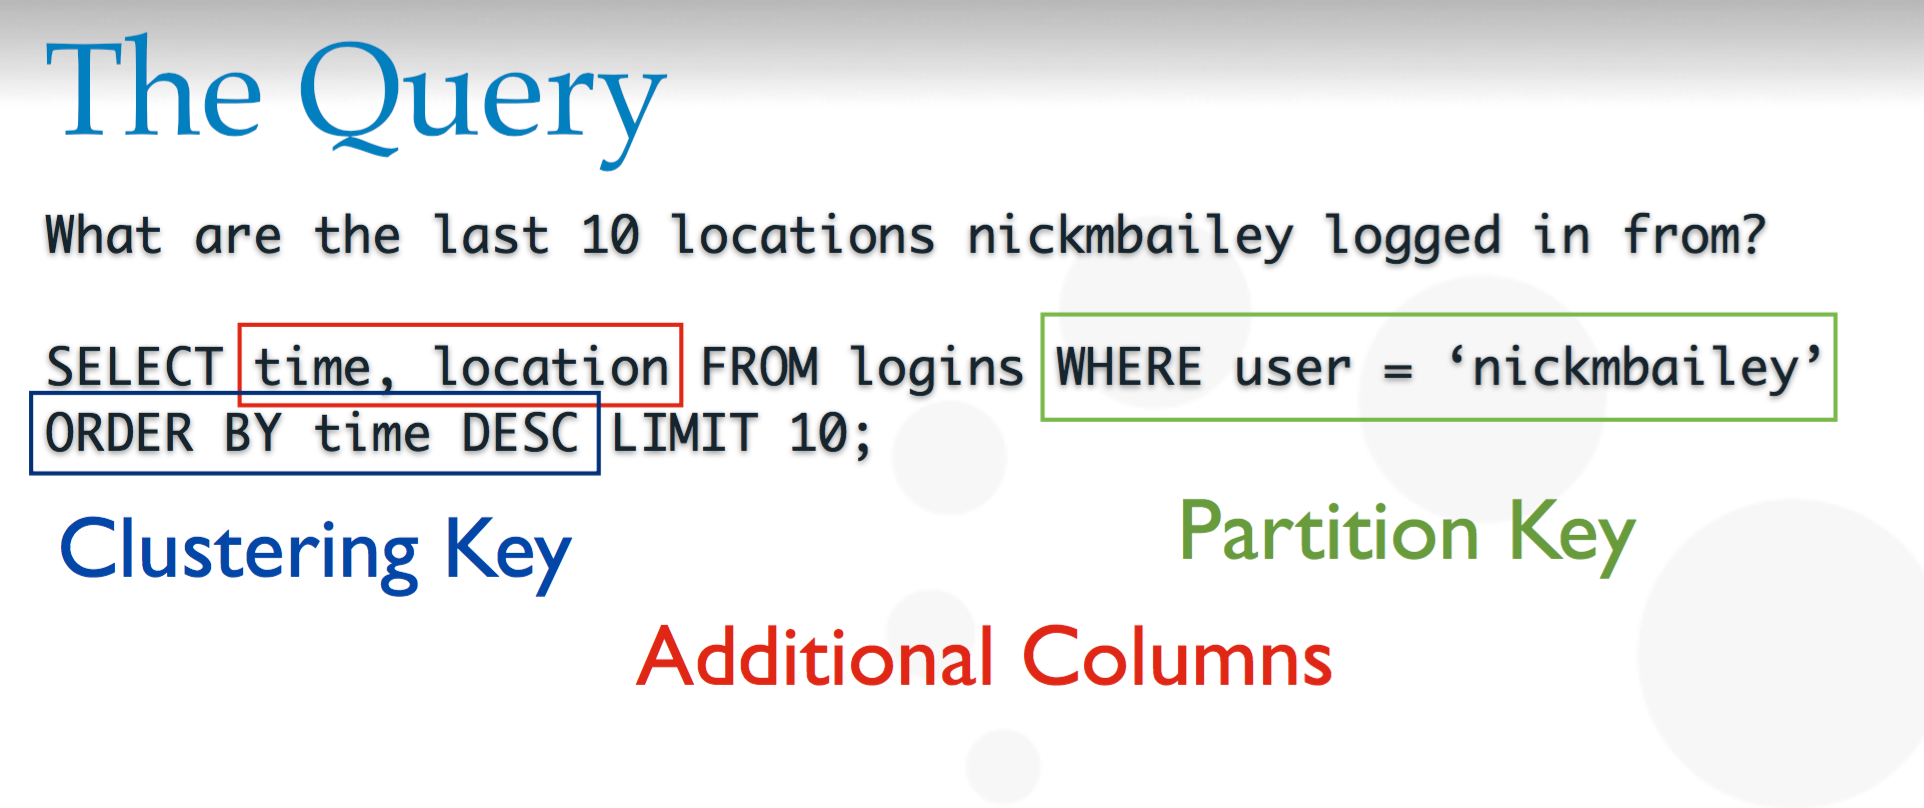 The Query
What are the last 10 locations nickmbailey logged in from?
SELECT time, location FROM logins WHERE user = ‘nickmbailey’
ORDER BY time DESC LIMIT 10;
Clustering Key
Partition Key
Additional Columns